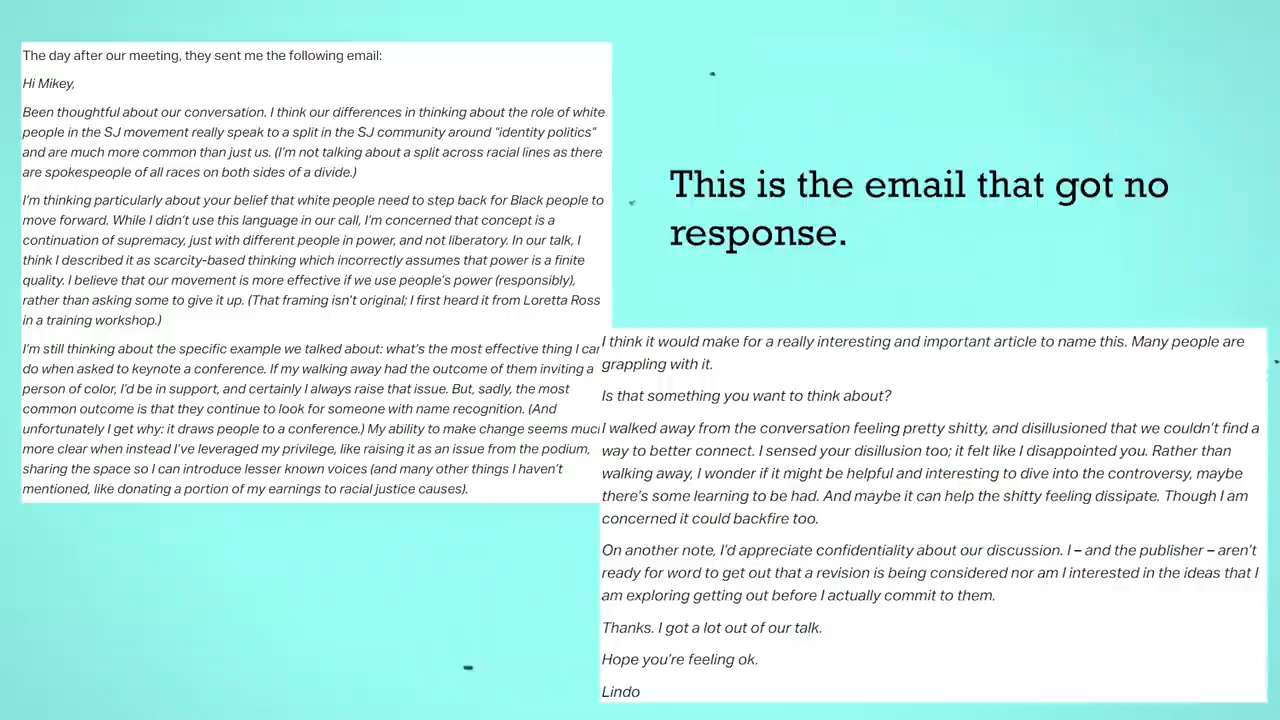 The day after our meeting, they sent me the following email:
Hi Mikey,
Been thoughtful about our conversation. I think our differences in thinking about the role of white
people in the SJ movement really speak to a split in the SJ community around "identity politics"
and are much more common than just us. (I'm not talking about a split across racial lines as there
are spokespeople of all races on both sides of a divide.)
I'm thinking particularly about your belief that white people need to step back for Black people to
move forward. While I didn't use this language in our call, I'm concerned that concept is a
continuation of supremacy, just with different people in power, and not liberatory. In our talk, I
think I described it as scarcity-based thinking which incorrectly assumes that power is a finite
quality. I believe that our movement is more effective if we use people's power (responsibly),
rather than asking some to give it up. (That framing isn't original; I first heard it from Loretta Ross
in a training workshop.)
I'm still thinking about the specific example we talked about: what's the most effective thing I can
do when asked to keynote a conference. If my walking away had the outcome of them inviting a
person of color, I'd be in support, and certainly I always raise that issue. But, sadly, the most
common outcome is that they continue to look for someone with name recognition. (And
unfortunately I get why: it draws people to a conference.) My ability to make change seems much
more clear when instead I've leveraged my privilege, like raising it as an issue from the podium,
sharing the space so I can introduce lesser known voices (and many other things I haven't
mentioned, like donating a portion of my earnings to racial justice causes).
This is the email that got no
response.
I think it would make for a really interesting and important article to name this. Many people are
grappling with it.
Is that something you want to think about?
I walked away from the conversation feeling pretty shitty, and disillusioned that we couldn't find a
way to better connect. I sensed your disillusion too; it felt like I disappointed you. Rather than
walking away, I wonder if it might be helpful and interesting to dive into the controversy, maybe
there's some learning to be had. And maybe it can help the shitty feeling dissipate. Though I am
concerned it could backfire too.
On another note, I'd appreciate confidentiality about our discussion. I – and the publisher – aren't
ready for word to get out that a revision is being considered nor am I interested in the ideas that I
am exploring getting out before I actually commit to them.
Thanks. I got a lot out of our talk.
Hope you're feeling ok.
Lindo